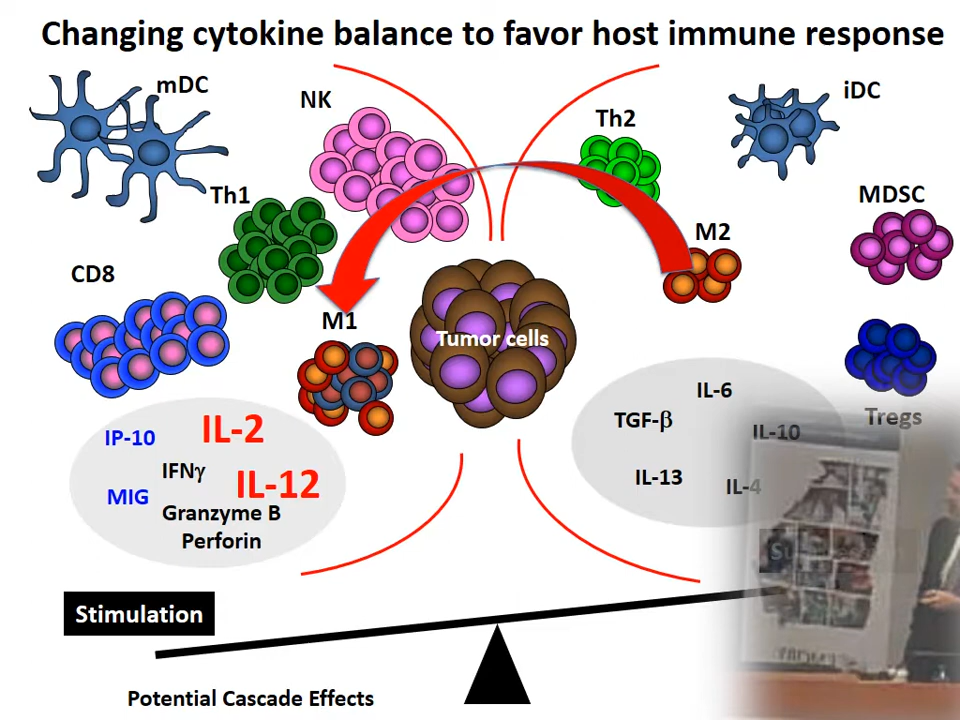 Changing cytokine balance to favor host immune response
mDC
NK
Th2
iDC
Th1
MDSC
M2
CD8
M1
Tumor cells
Tregs
IP-10
IL-2
IFNγ
IL-12
MIG
Granzyme B
Perforin
IL-6
TGF-β
IL-10
IL-13
IL-4
Stimulation
Potential Cascade Effects